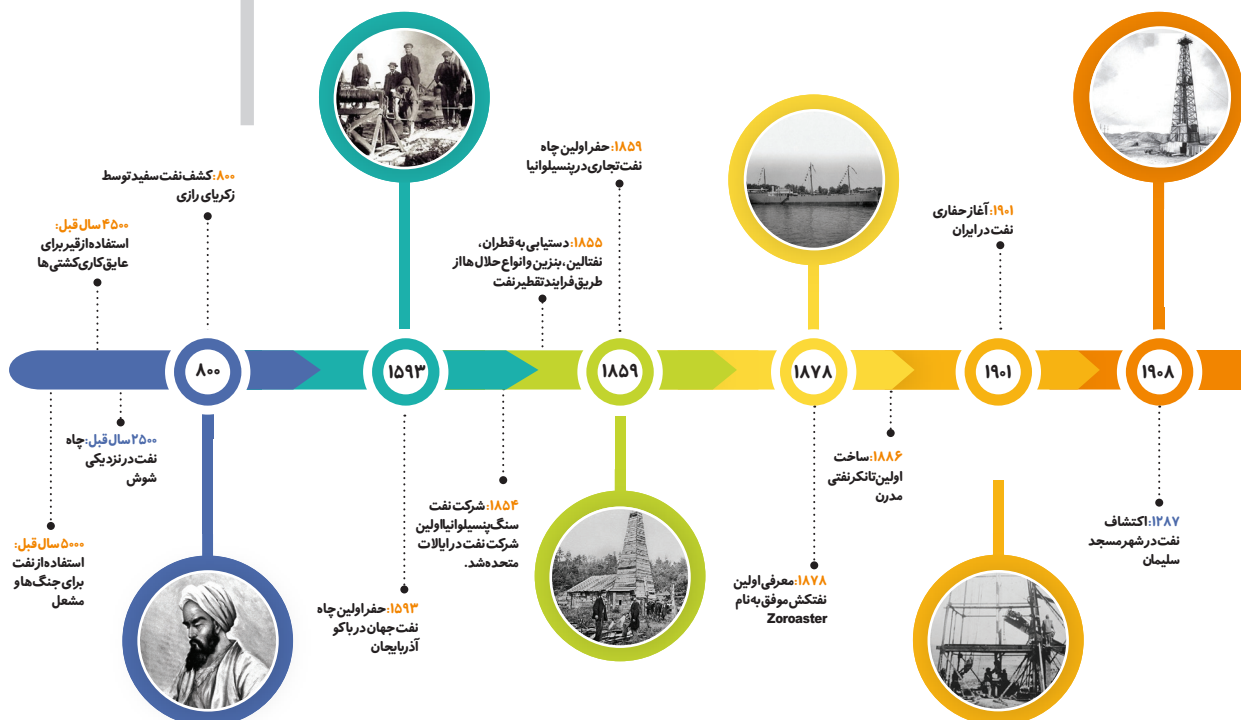 ۵۰۰۰ سال قبل:
استفاده از نفت
برای جنگ‌ها و
مشعل
۴۵۰۰ سال قبل:
استفاده از قیر برای
عایق‌کاری کشتی‌ها
۲۵۰۰ سال قبل: چاه
نفت در نزدیکی
شوش
۸۰۰: کشف نفت سفید توسط
زکریای رازی
۸۰۰
۱۵۹۳
۱۵۹۳: حفر اولین چاه
نفت جهان در باکو
آذربایجان
۱۸۵۴: شرکت نفت
سنگ پنسیلوانیا اولین
شرکت نفت در ایالات
متحده شد.
۱۸۵۵: دستیابی به قطران،
نفتالین، بنزین و انواع حلال‌ها از
طریق فرایند تقطیر نفت
۱۸۵۹: حفر اولین چاه
نفت تجاری در پنسیلوانیا
۱۸۵۹
۱۸۷۸
۱۸۷۸: معرفی اولین
نفتکش موفق به نام
Zoroaster
۱۸۸۶: ساخت
اولین تانکر نفتی
مدرن
۱۹۰۱: آغاز حفاری
نفت در ایران
۱۹۰۱
۱۹۰۸
۱۲۸۷: اکتشاف
نفت در شهر مسجد
سلیمان